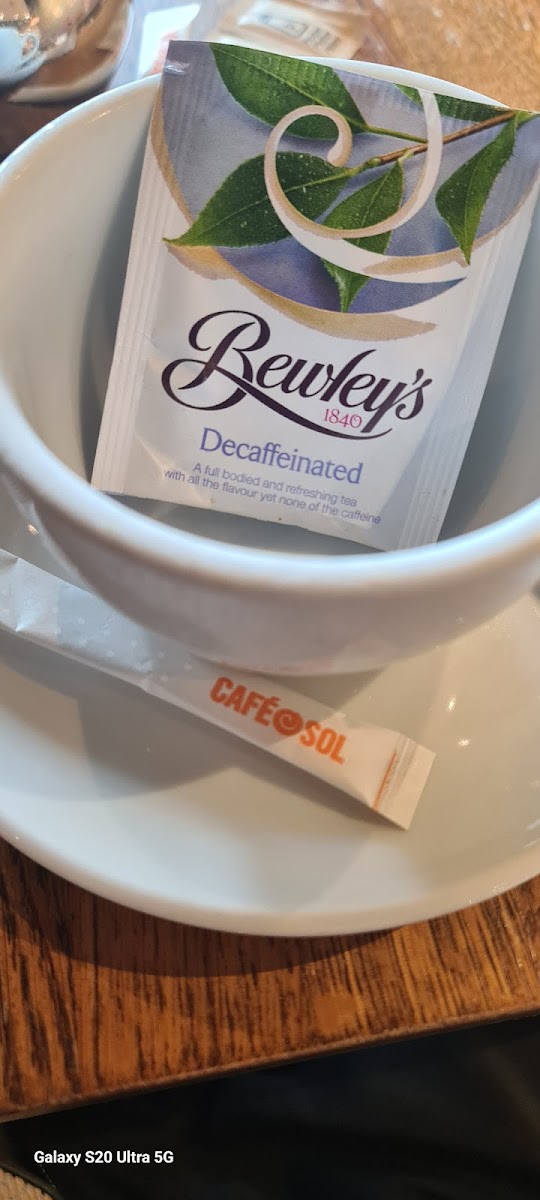 Bewley's
1840
Decaffeinated
A full bodied and refreshing tea
with all the flavour yet none of the caffeine
CAFÉ SOL
Galaxy S20 Ultra 5G